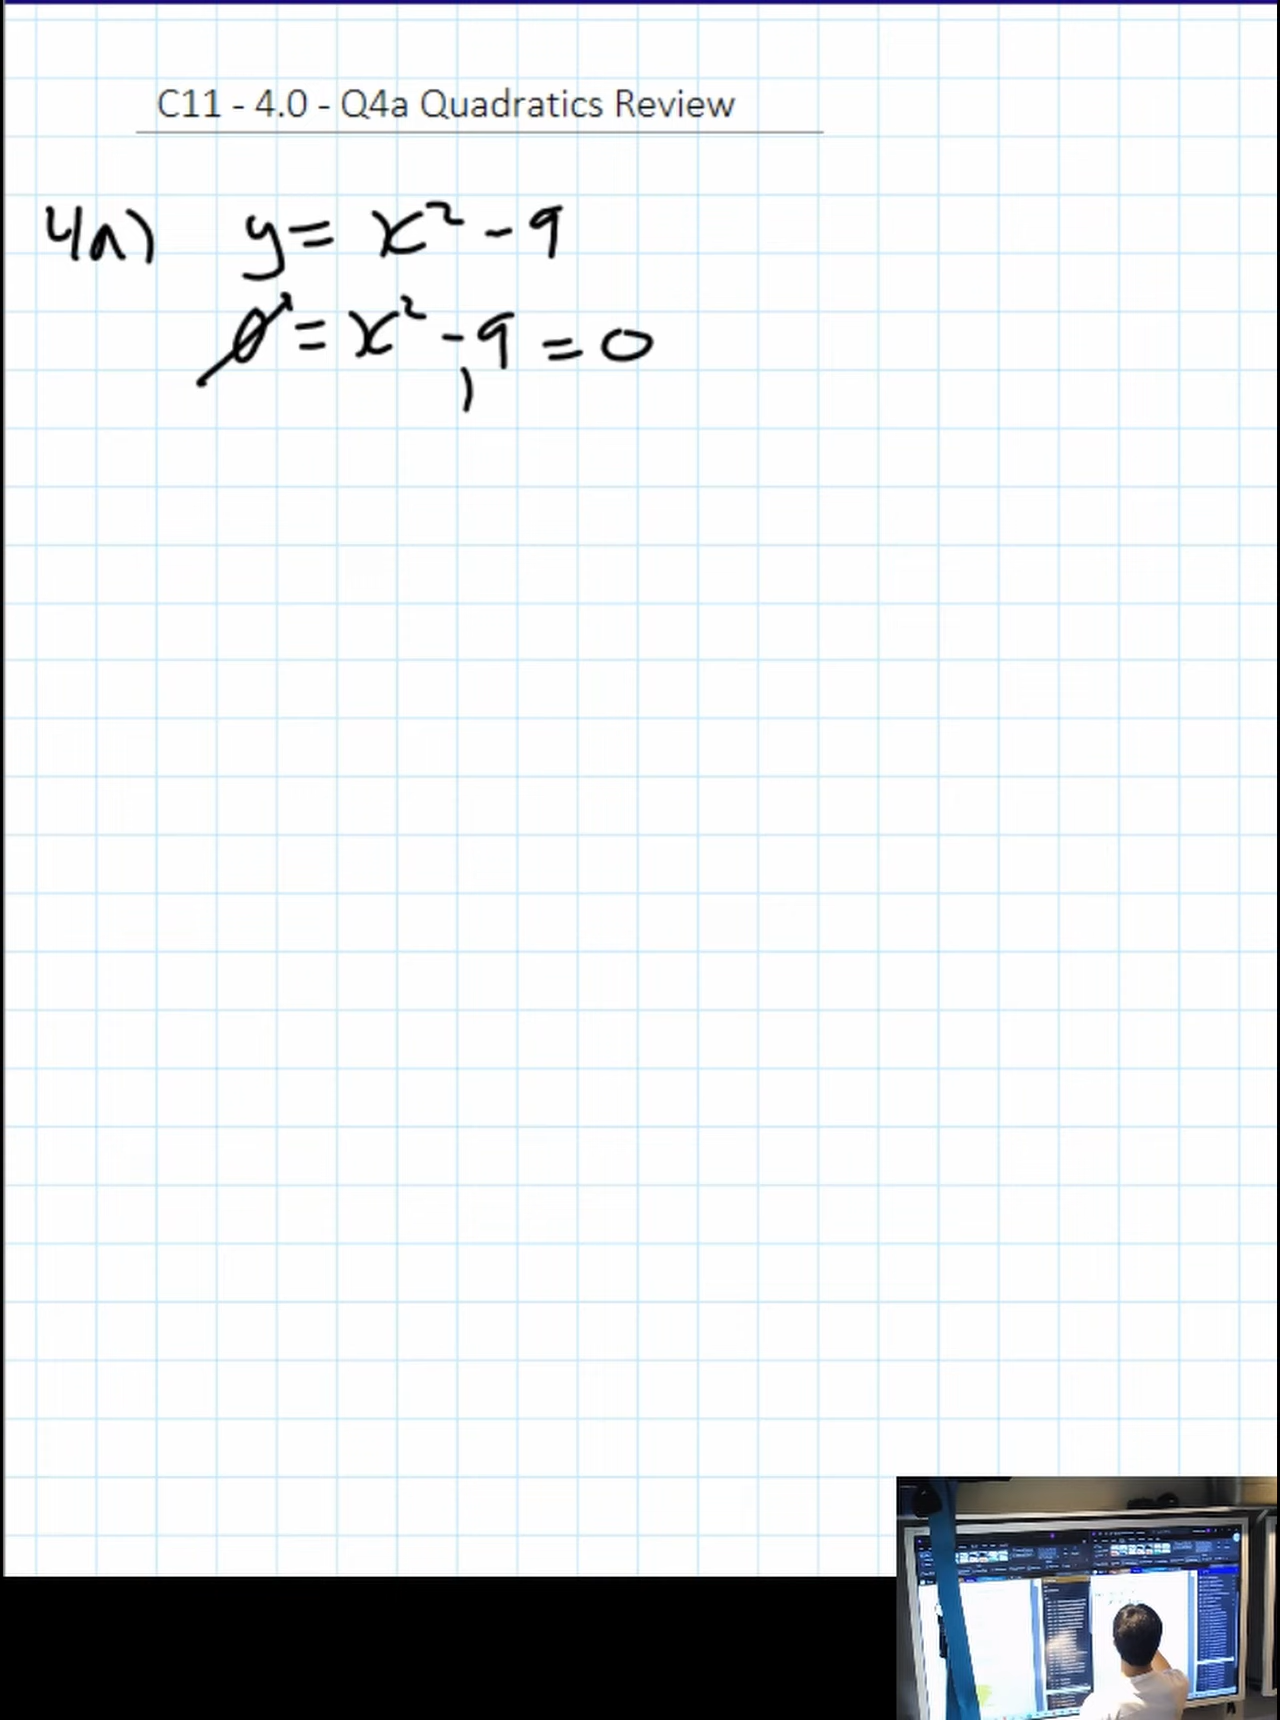 C11 - 4.0 - Q4a Quadratics Review
4a) y = x² - 9
0 = x² - 9 = 0
)